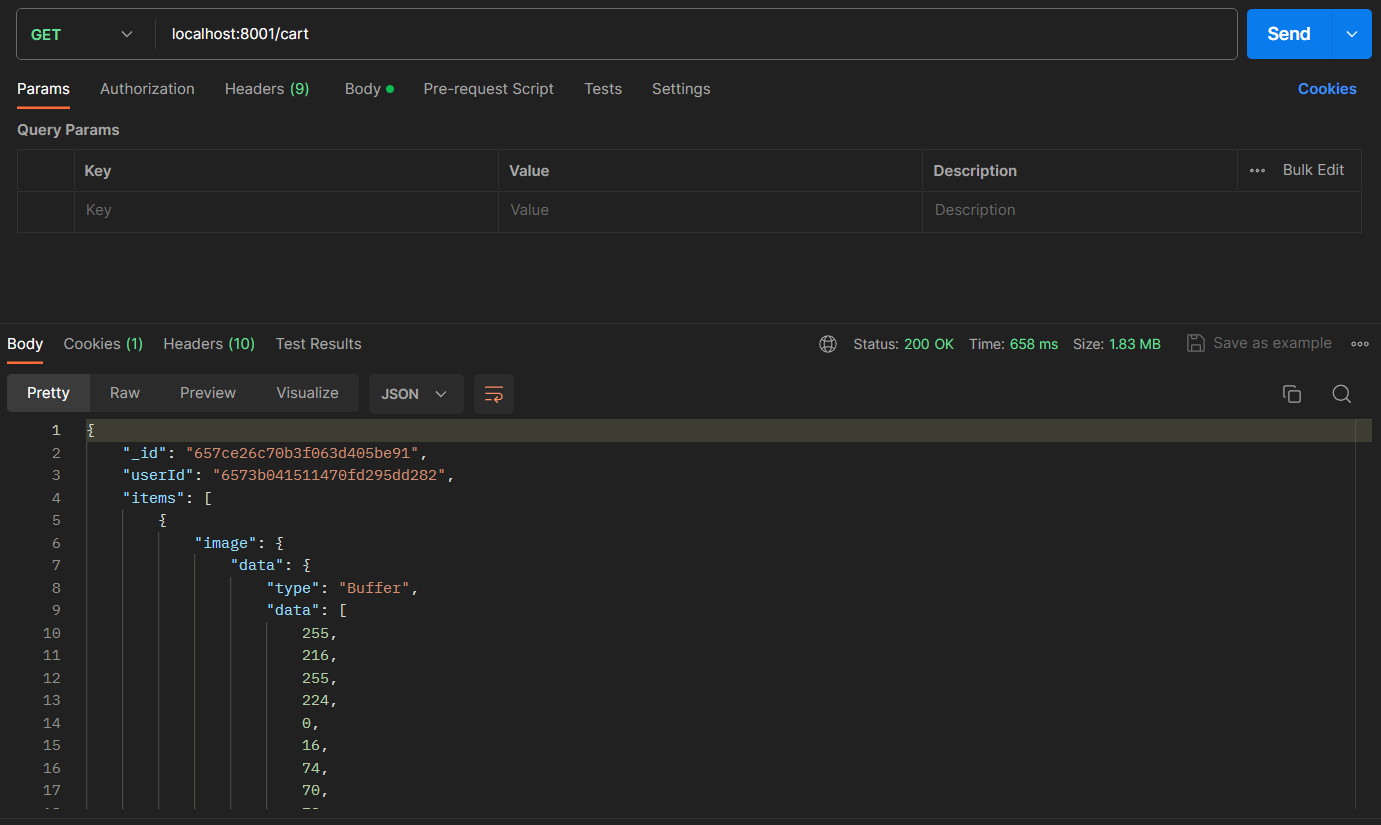 GET localhost:8001/cart Send
Params Authorization Headers (9) Body Pre-request Script Tests Settings Cookies
Query Params
Key Value Description Bulk Edit
Key Value Description
Body Cookies (1) Headers (10) Test Results Status: 200 OK Time: 658 ms Size: 1.83 MB Save as example
Pretty Raw Preview Visualize JSON
1 {
2 "_id": "657ce26c70b3f063d405be91",
3 "userId": "6573b041511470fd295dd282",
4 "items": [
5 {
6 "image": {
7 "data": {
8 "type": "Buffer",
9 "data": [
10 255,
11 216,
12 255,
13 224,
14 0,
15 16,
16 74,
17 70,